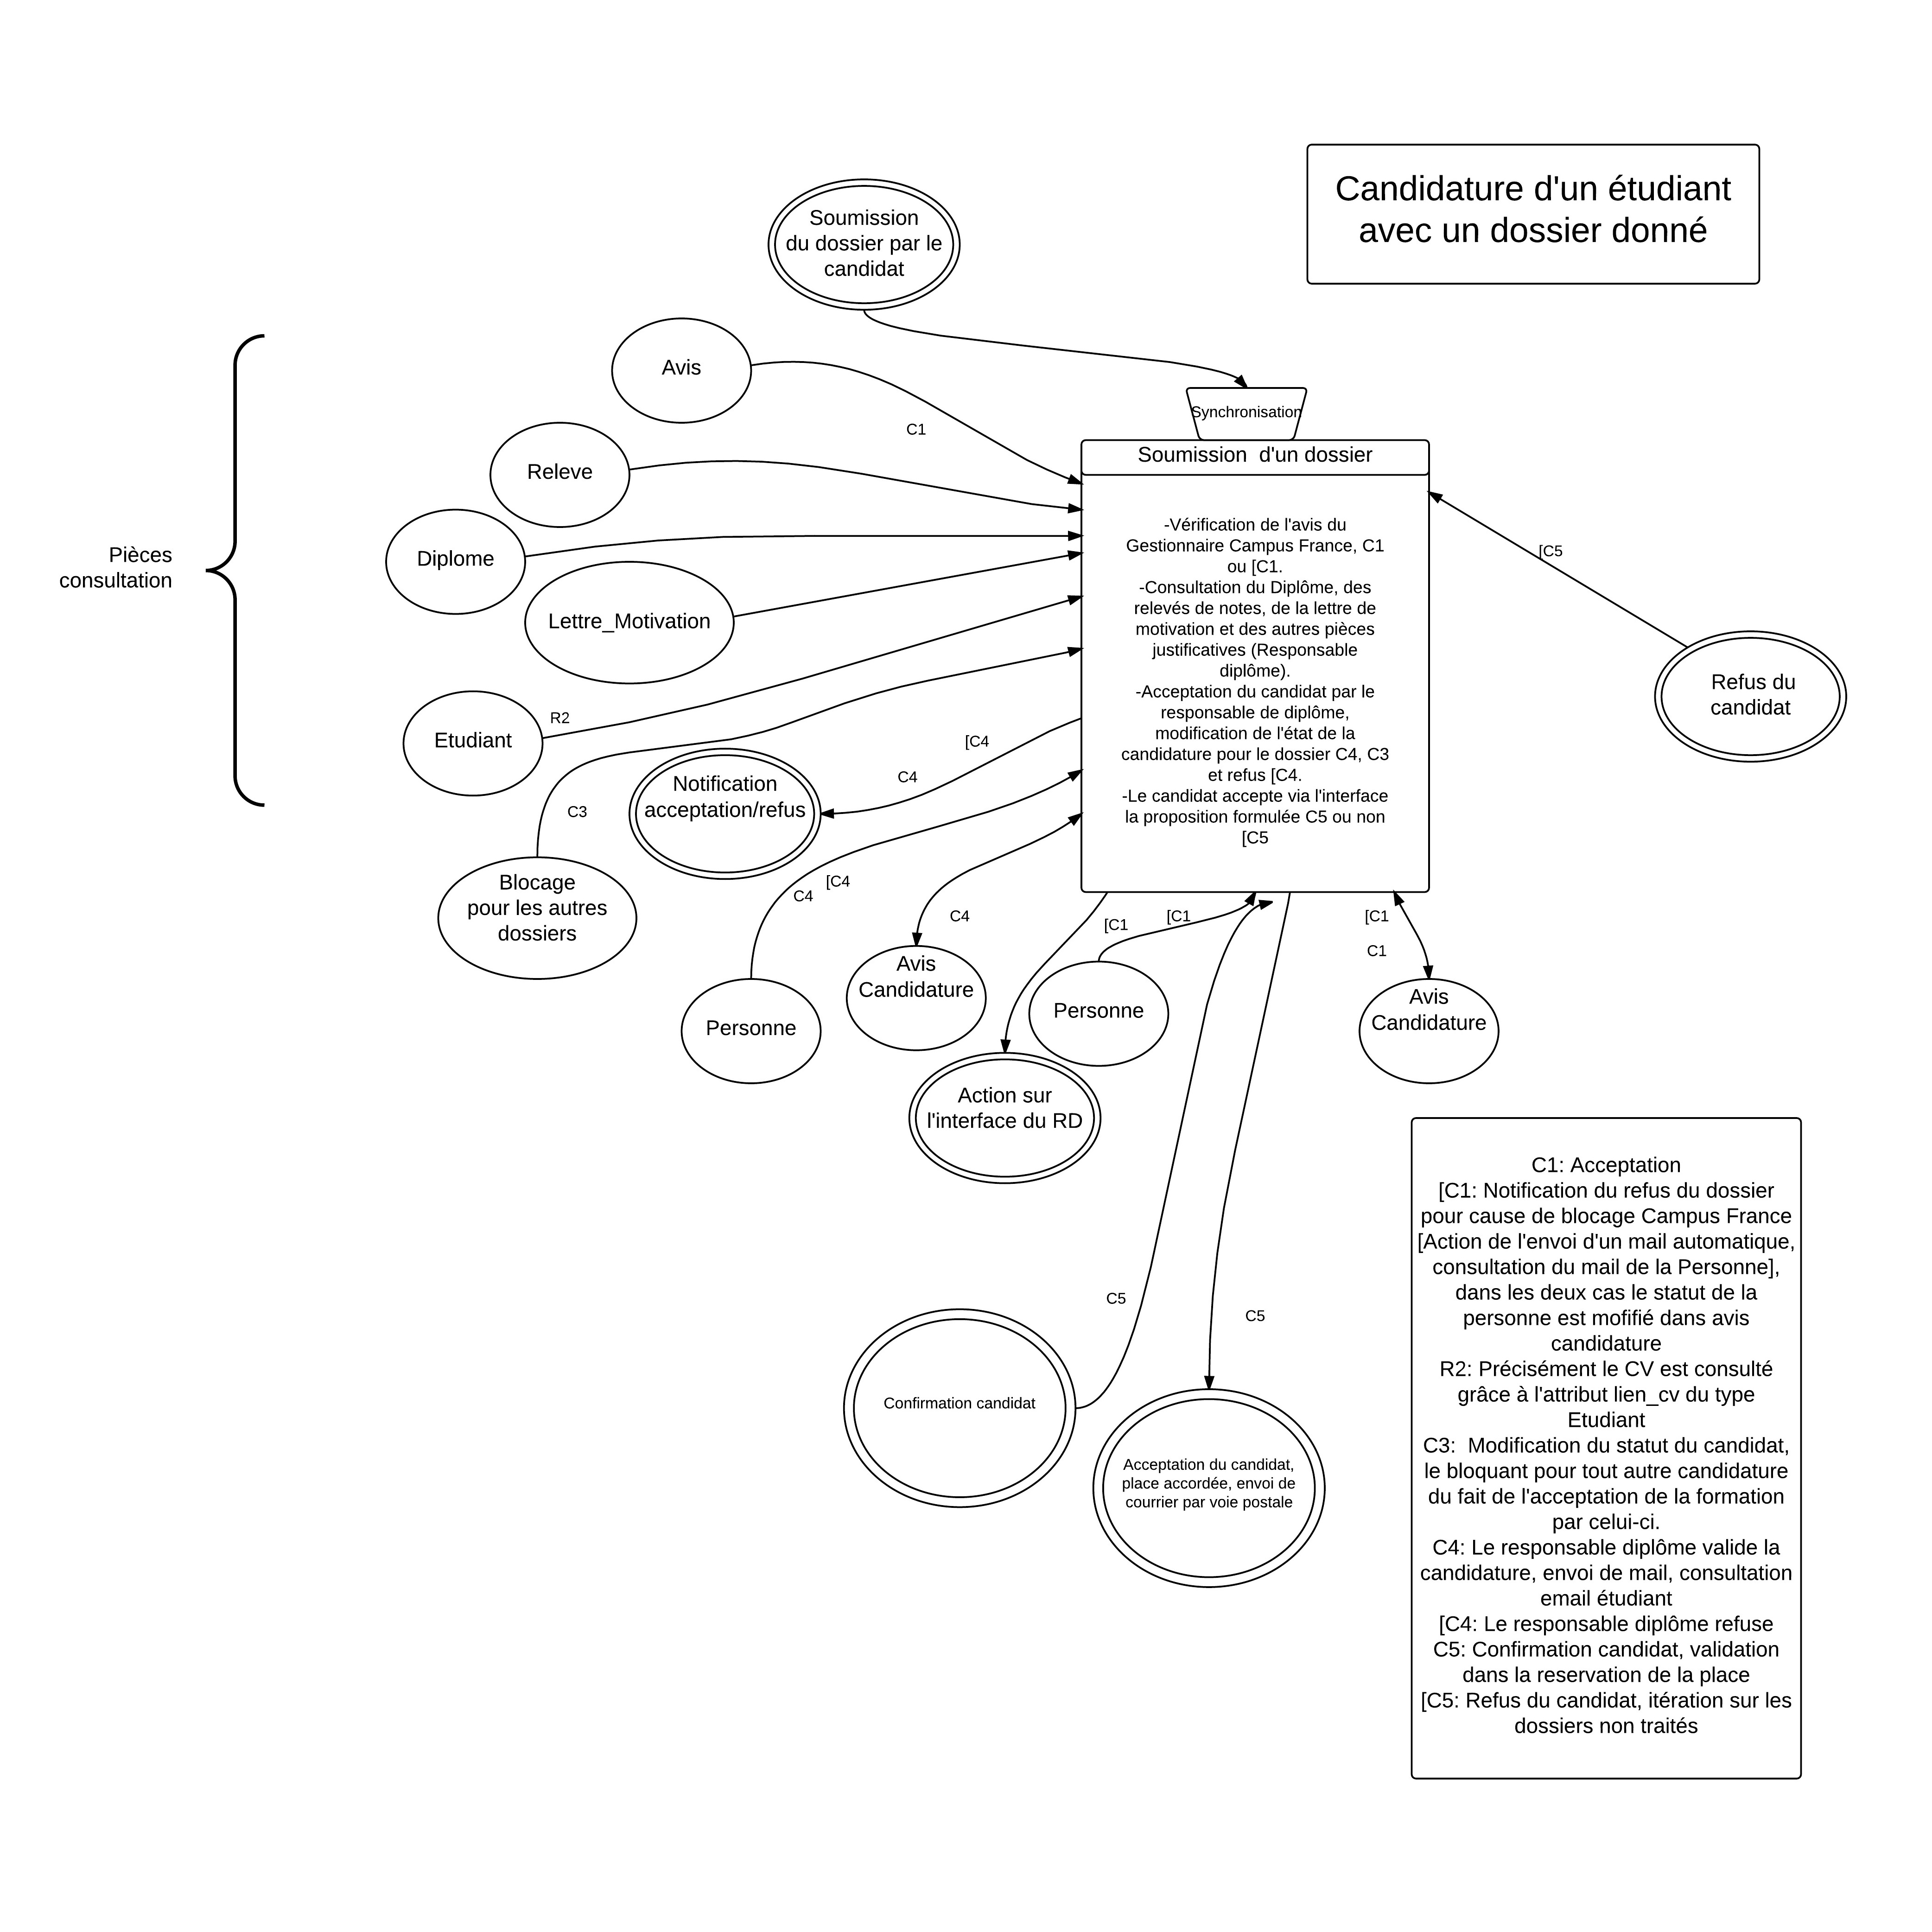 Candidature d'un étudiant
avec un dossier donné
Soumission
du dossier par le
candidat
Avis
C1
Synchronisation
Soumission  d'un dossier
Releve
Diplome
Lettre_Motivation
Pièces
consultation
Etudiant
R2
-Vérification de l'avis du
Gestionnaire Campus France, C1
ou [C1.
-Consultation du Diplôme, des
relevés de notes, de la lettre de
motivation et des autres pièces
justificatives (Responsable
diplôme).
-Acceptation du candidat par le
responsable de diplôme,
modification de l'état de la
candidature pour le dossier C4, C3
et refus [C4.
-Le candidat accepte via l'interface
la proposition formulée C5 ou non
[C5
[C5
Refus du
candidat
[C4
C4
Notification
acceptation/refus
C3
Blocage
pour les autres
dossiers
C4
[C4
Personne
C4
Avis
Candidature
[C1
[C1
Personne
[C1
C1
Avis
Candidature
Action sur
l'interface du RD
C5
C5
Confirmation candidat
Acceptation du candidat,
place accordée, envoi de
courrier par voie postale
C1: Acceptation
[C1: Notification du refus du dossier
pour cause de blocage Campus France
[Action de l'envoi d'un mail automatique,
consultation du mail de la Personne],
dans les deux cas le statut de la
personne est mofifié dans avis
candidature
R2: Précisément le CV est consulté
grâce à l'attribut lien_cv du type
Etudiant
C3:  Modification du statut du candidat,
le bloquant pour tout autre candidature
du fait de l'acceptation de la formation
par celui-ci.
C4: Le responsable diplôme valide la
candidature, envoi de mail, consultation
email étudiant
[C4: Le responsable diplôme refuse
C5: Confirmation candidat, validation
dans la reservation de la place
[C5: Refus du candidat, itération sur les
dossiers non traités